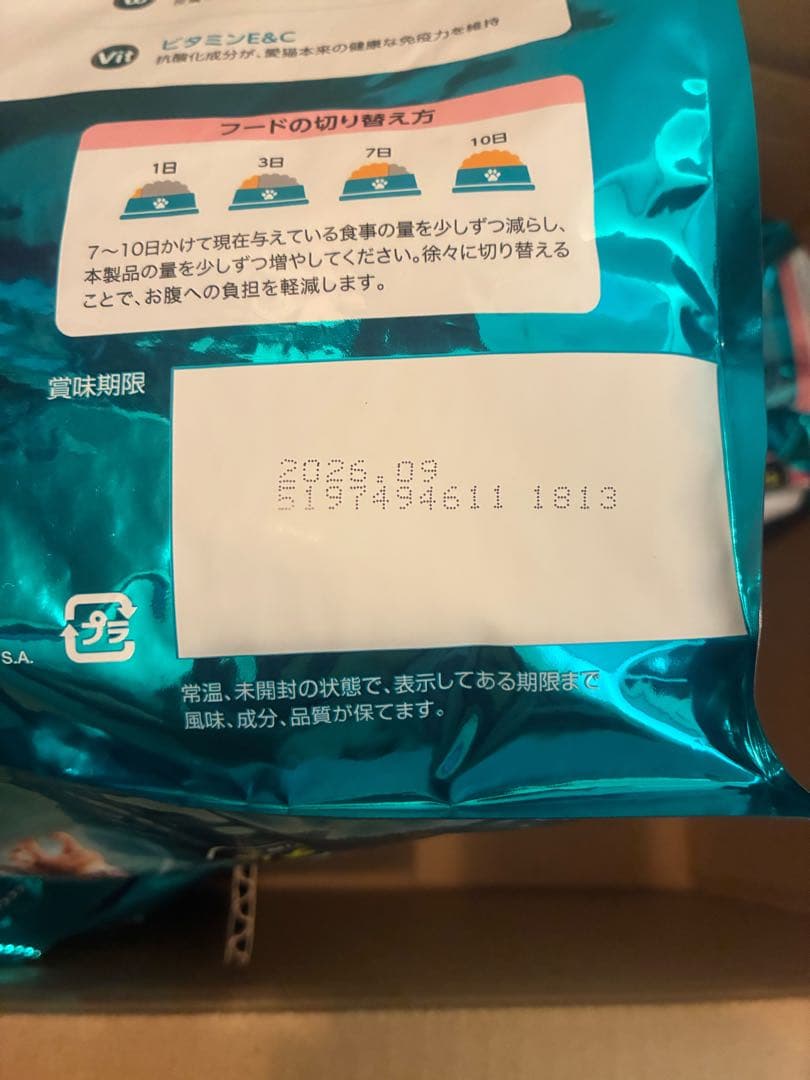 Vit ビタミンE&C
抗酸化成分が、愛猫本来の健康な免疫力を維持
フードの切り替え方
1日 3日 7日 10日
7～10日かけて現在与えている食事の量を少しずつ減らし、
本製品の量を少しずつ増やしてください。徐々に切り替える
ことで、お腹への負担を軽減します。
賞味期限
2026.09
5197494611 1813
プラ
S.A.
常温、未開封の状態で、表示してある期限まで
風味、成分、品質が保てます。